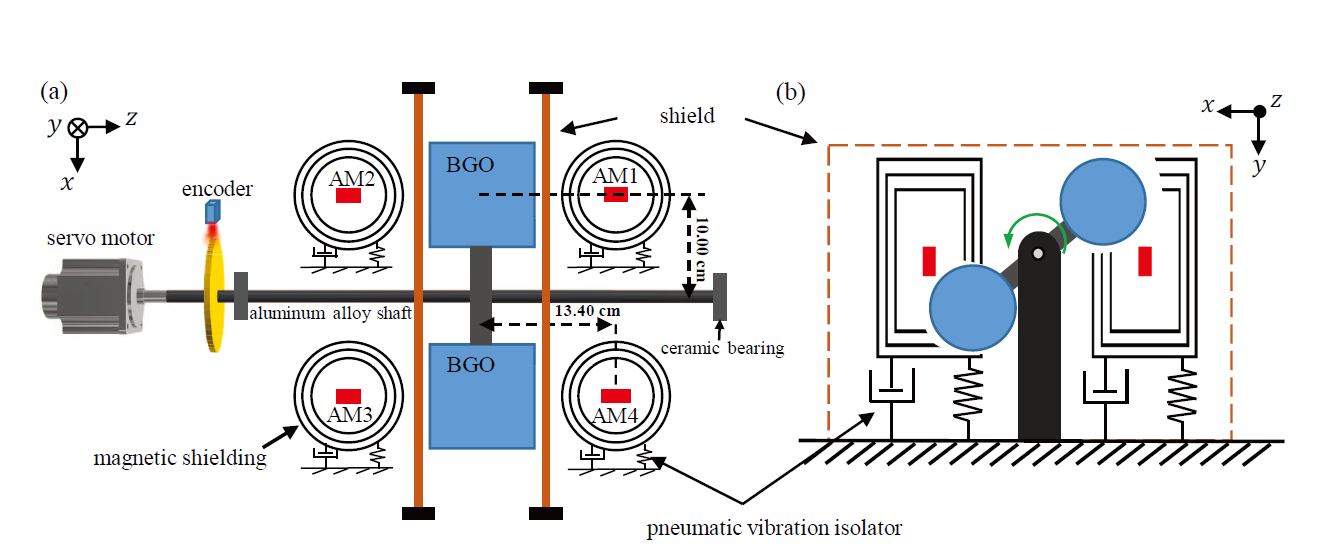 (a)
y
z
x
encoder
servo motor
AM2
BGO
AM1
10.00 cm
shield
aluminum alloy shaft
13.40 cm
ceramic bearing
AM3
BGO
AM4
magnetic shielding
pneumatic vibration isolator
(b)
x
z
y